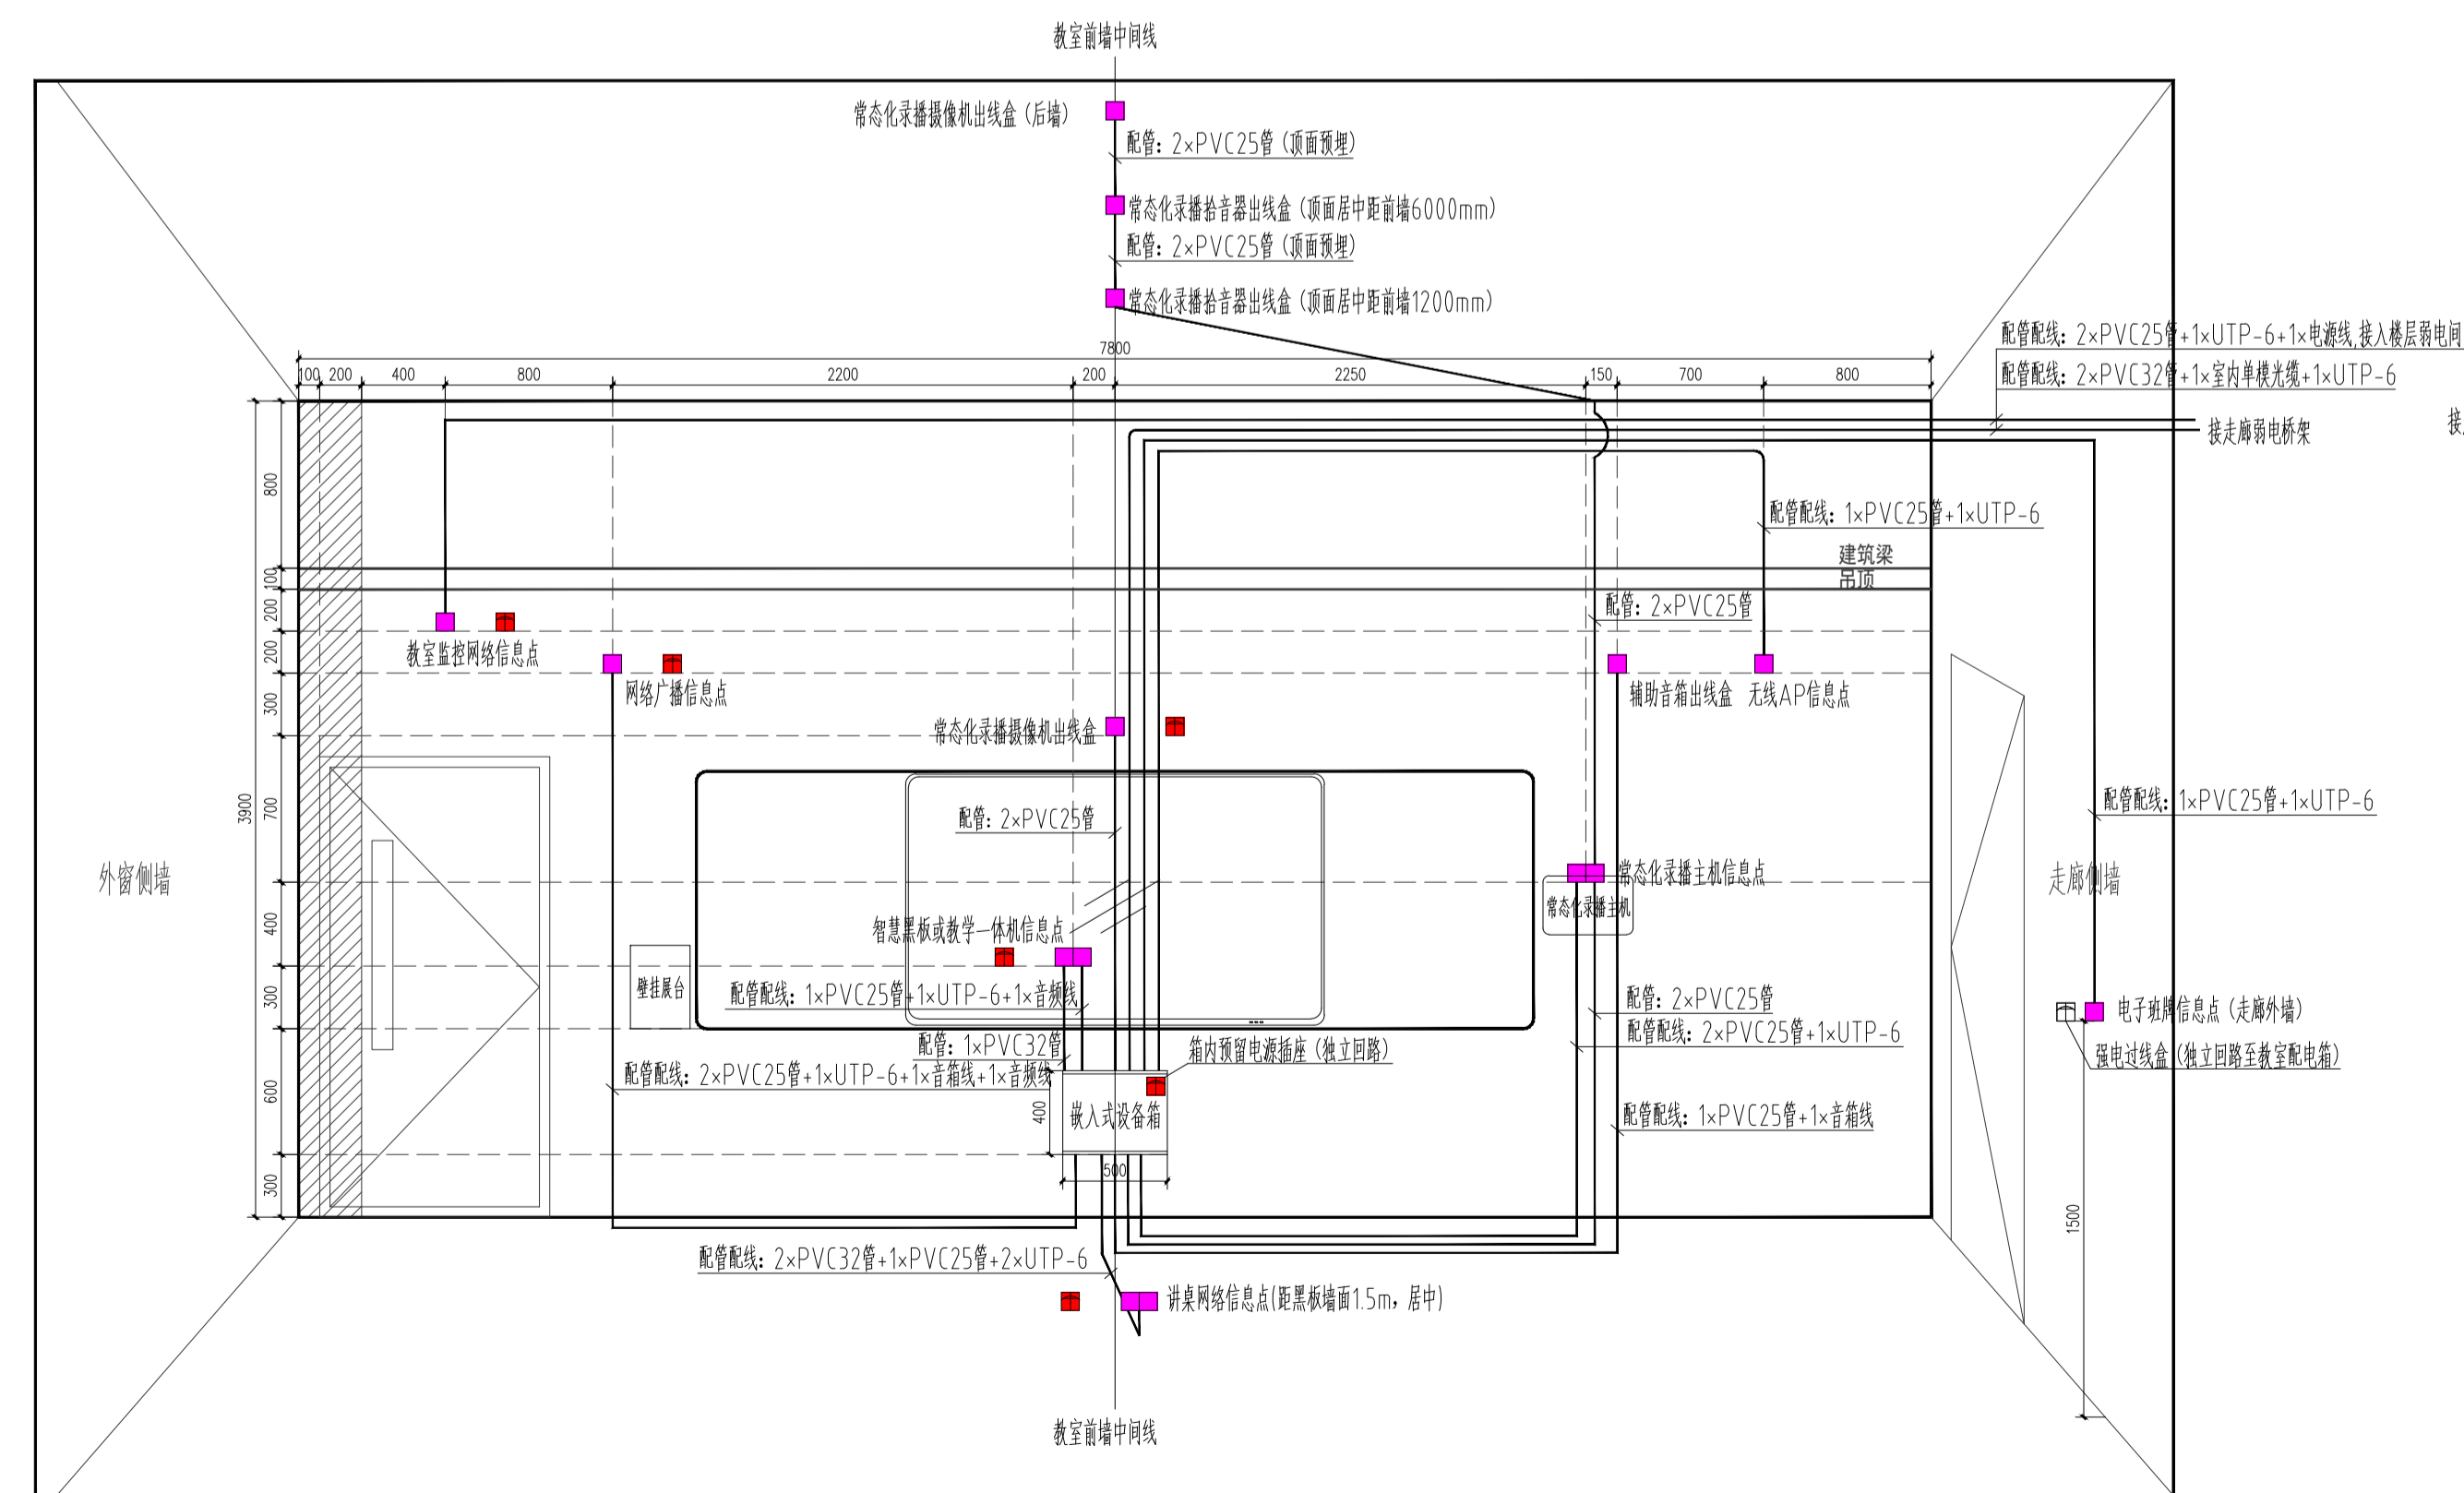 教室前墙中间线
常态化录播摄像机出线盒（后墙）
配管：2×PVC25管（顶面预埋）
常态化录播拾音器出线盒（顶面居中距前墙6000mm）
配管：2×PVC25管（顶面预埋）
常态化录播拾音器出线盒（顶面居中距前墙1200mm）
配管配线：2×PVC25管+1×UTP-6+1×电源线,接入楼层弱电间
7800
配管配线：2×PVC32管+1×室内单模光缆+1×UTP-6
100 200 400 800 2200 200 2250 150 700 800
接走廊弱电桥架
接
800
配管配线：1×PVC25管+1×UTP-6
建筑梁
100
吊顶
200
配管：2×PVC25管
200
教室监控网络信息点
300
网络广播信息点
辅助音箱出线盒
无线AP信息点
常态化录播摄像机出线盒
3900
700
配管：2×PVC25管
配管配线：1×PVC25管+1×UTP-6
外窗侧墙
常态化录播主机信息点
走廊侧墙
常态化录播主机
400
智慧黑板或教学一体机信息点
壁挂展台
300
配管配线：1×PVC25管+1×UTP-6+1×音频线
配管：2×PVC25管
电子班牌信息点（走廊外墙）
配管配线：2×PVC25管+1×UTP-6
配管：1×PVC32管
箱内预留电源插座（独立回路）
强电过线盒（独立回路至教室配电箱）
配管配线：2×PVC25管+1×UTP-6+1×音箱线+1×音频线
600
400
嵌入式设备箱
配管配线：1×PVC25管+1×音箱线
500
300
1500
配管配线：2×PVC32管+1×PVC25管+2×UTP-6
讲桌网络信息点(距黑板墙面1.5m，居中)
教室前墙中间线